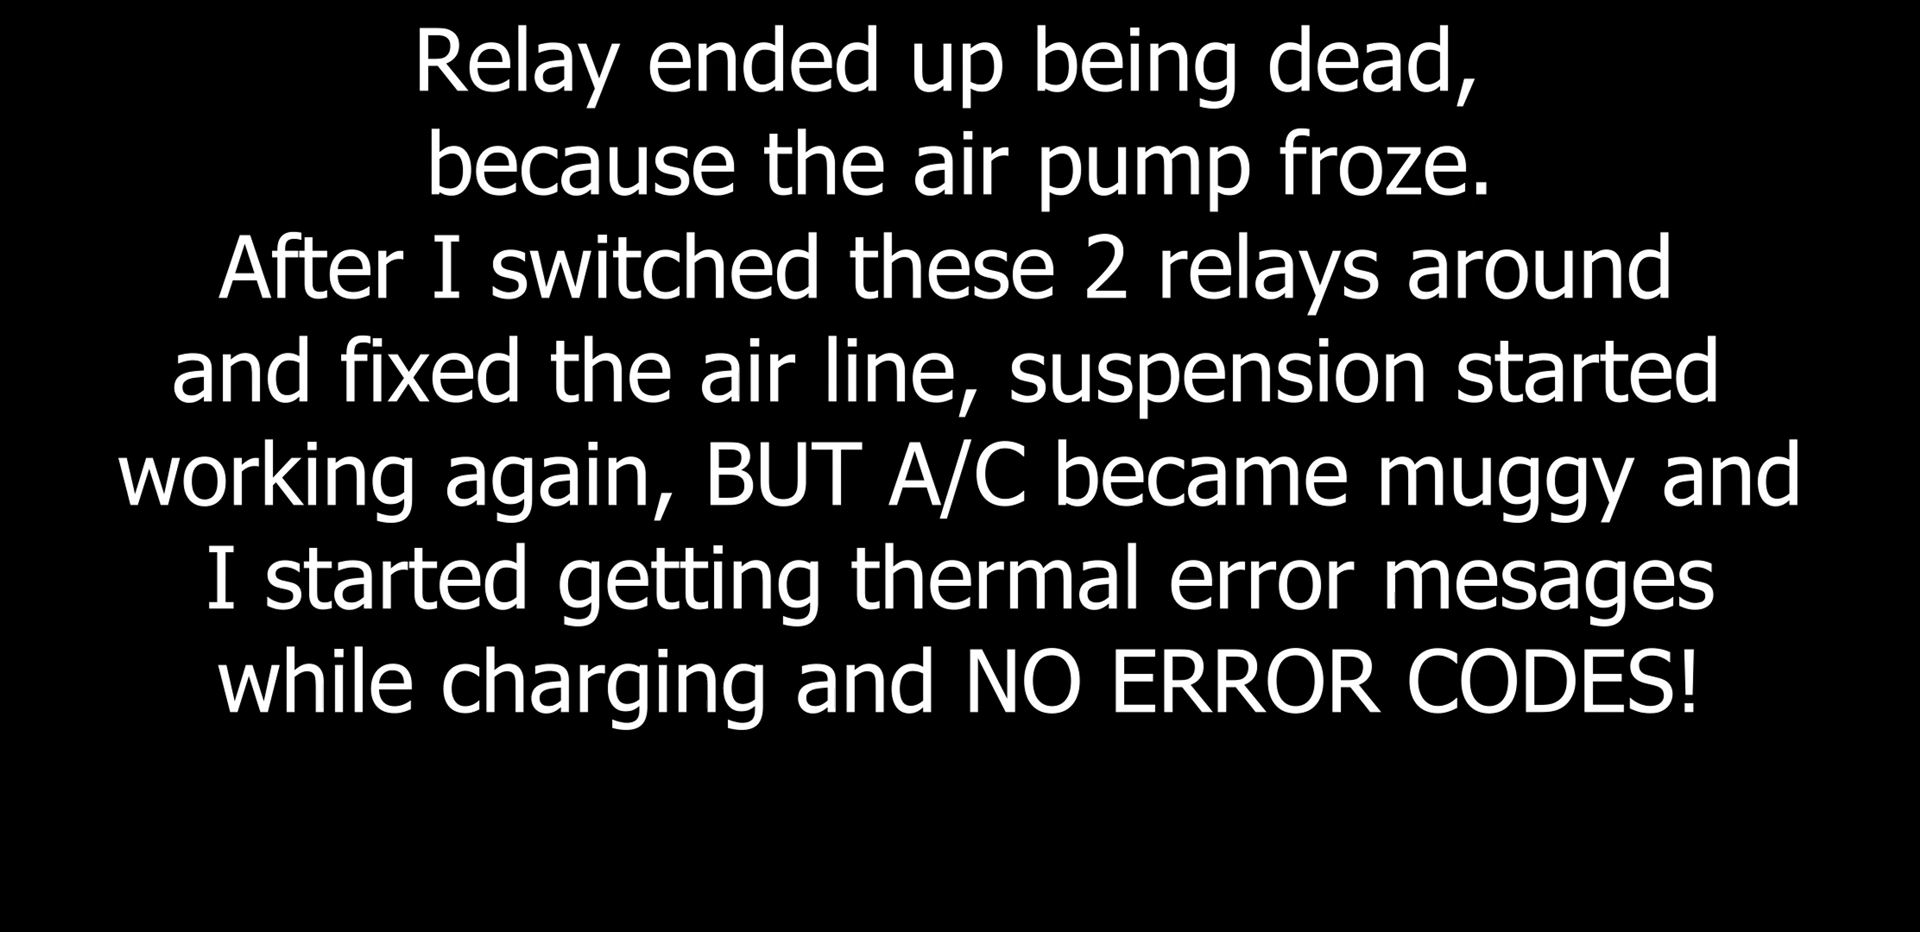 Relay ended up being dead,
because the air pump froze.
After I switched these 2 relays around
and fixed the air line, suspension started
working again, BUT A/C became muggy and
I started getting thermal error mesages
while charging and NO ERROR CODES!